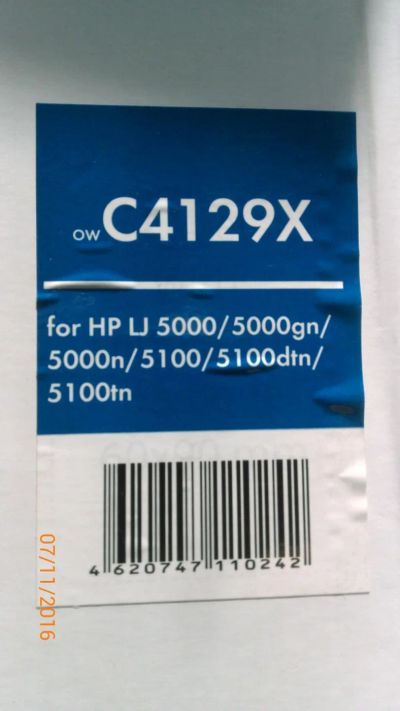 OW C4129X
for HP LJ 5000/5000gn/
5000n/5100/5100dtn/
5100tn
4 620747 110242
07/11/2016